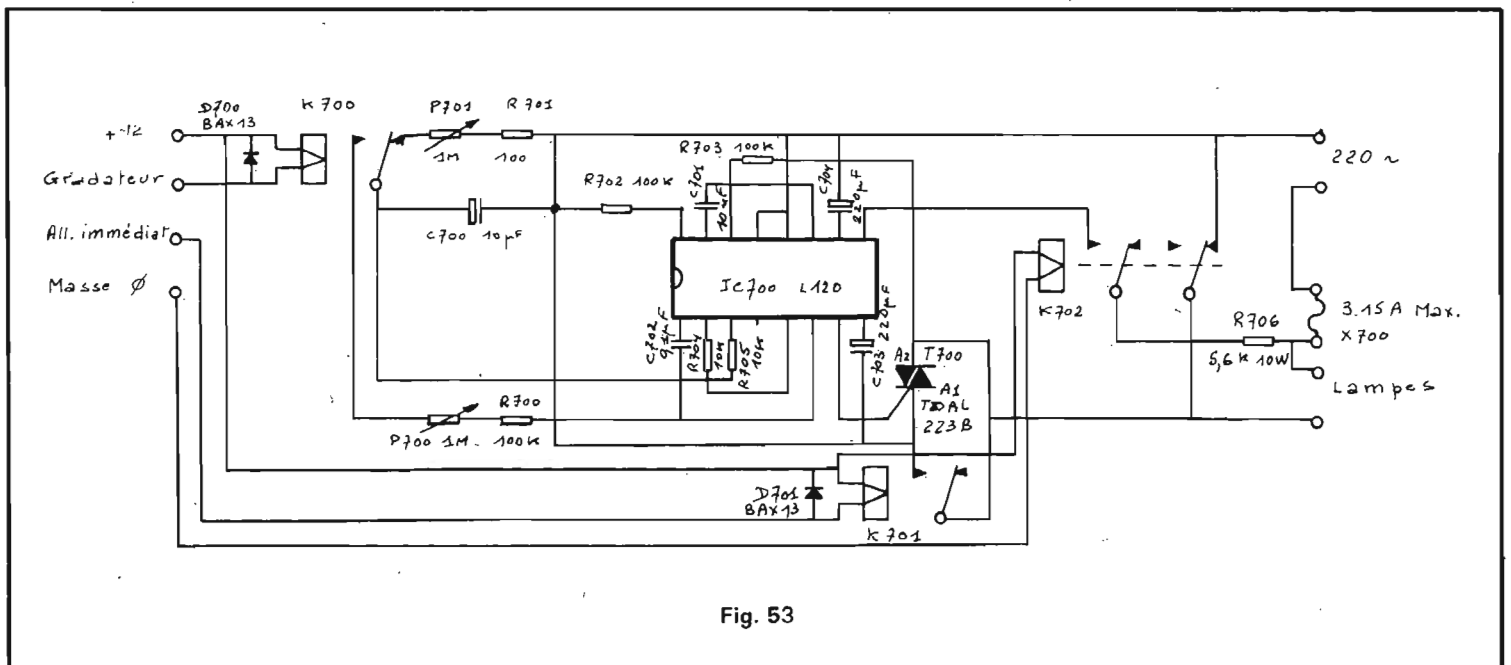 +12
D700
BAX13
K700
P701
1M
R701
100
Gradateur
All. immédiat
Masse Ø
C700 10µF
R702 100K
C701
10µF
R703 100K
C704
220µF
IC700 L120
C702
R704
10K
R705
10K
C703 220µF
A2 T700
A1
223B
P700 1M
R700
100K
D701
BAX13
K701
K702
220 ~
3.15A Max.
X700
R706
5,6K 10W
Lampes
Fig. 53